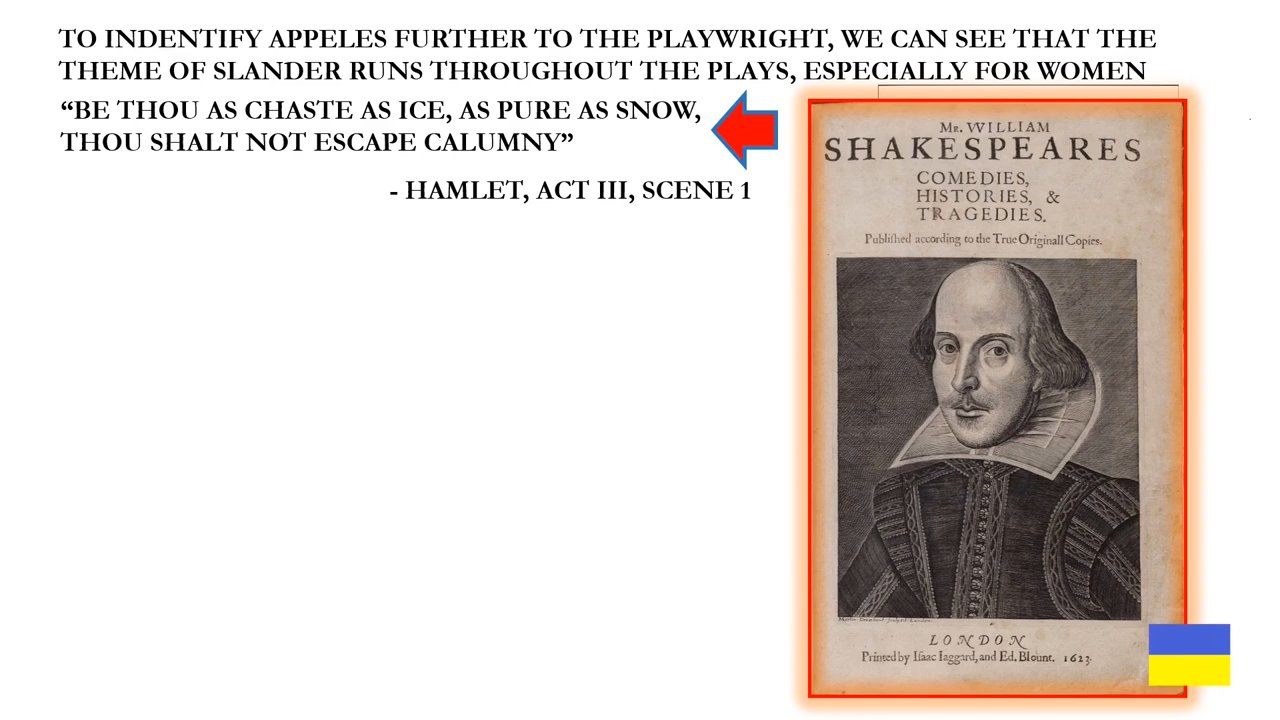 TO INDENTIFY APPELES FURTHER TO THE PLAYWRIGHT, WE CAN SEE THAT THE
THEME OF SLANDER RUNS THROUGHOUT THE PLAYS, ESPECIALLY FOR WOMEN
“BE THOU AS CHASTE AS ICE, AS PURE AS SNOW,
THOU SHALT NOT ESCAPE CALUMNY”
- HAMLET, ACT III, SCENE 1
Mr. WILLIAM
SHAKESPEARES
COMEDIES,
HISTORIES, &
TRAGEDIES.
Publiſhed according to the True Originall Copies.
LONDON
Printed by Iſaac Iaggard, and Ed. Blount. 1623.